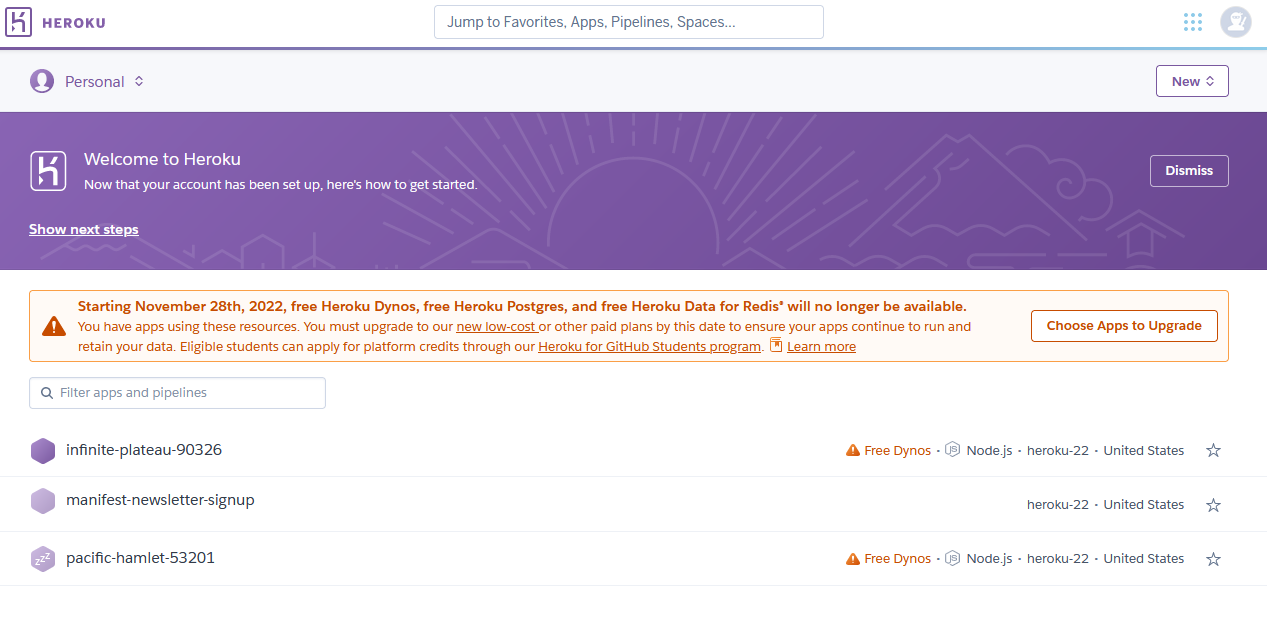 HEROKU
Jump to Favorites, Apps, Pipelines, Spaces...
Personal
New
Welcome to Heroku
Now that your account has been set up, here's how to get started.
Dismiss
Show next steps
Starting November 28th, 2022, free Heroku Dynos, free Heroku Postgres, and free Heroku Data for Redis® will no longer be available.
You have apps using these resources. You must upgrade to our new low-cost or other paid plans by this date to ensure your apps continue to run and
retain your data. Eligible students can apply for platform credits through our Heroku for GitHub Students program. Learn more
Choose Apps to Upgrade
Filter apps and pipelines
infinite-plateau-90326
Free Dynos · JS Node.js · heroku-22 · United States
manifest-newsletter-signup
heroku-22 · United States
zzz pacific-hamlet-53201
Free Dynos · JS Node.js · heroku-22 · United States